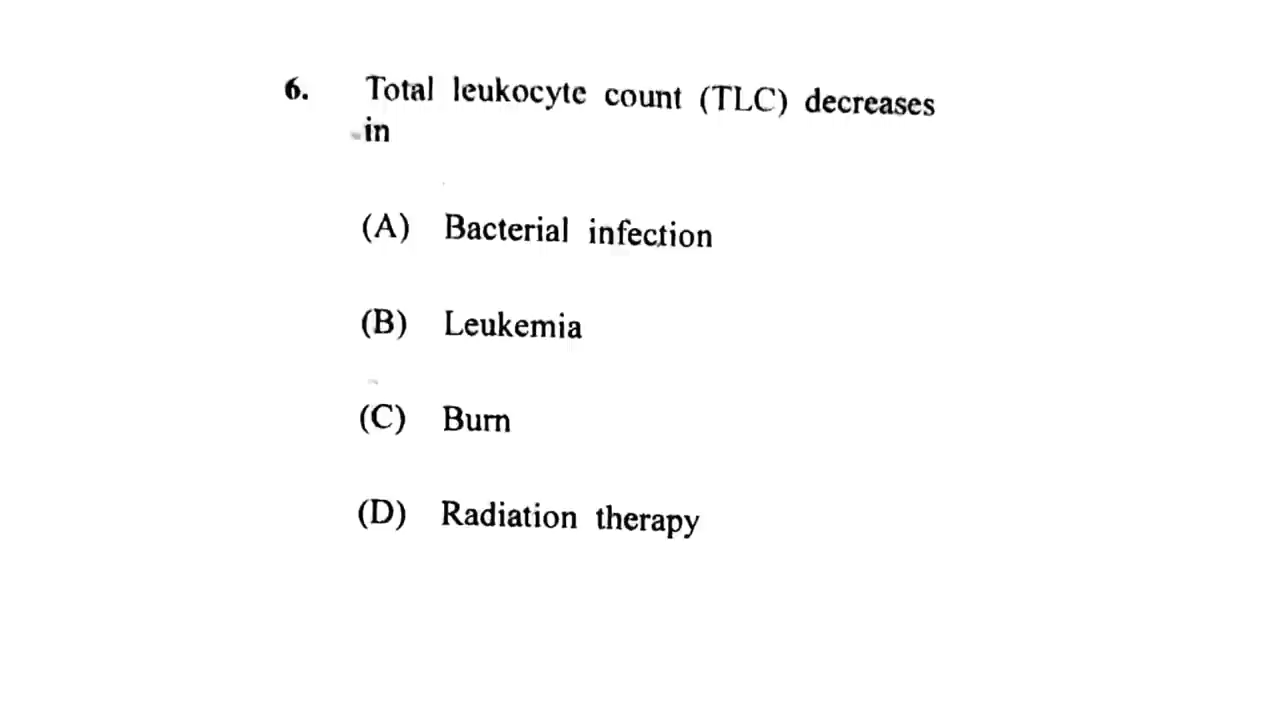 6. Total leukocyte count (TLC) decreases
in
(A) Bacterial infection
(B) Leukemia
(C) Burn
(D) Radiation therapy